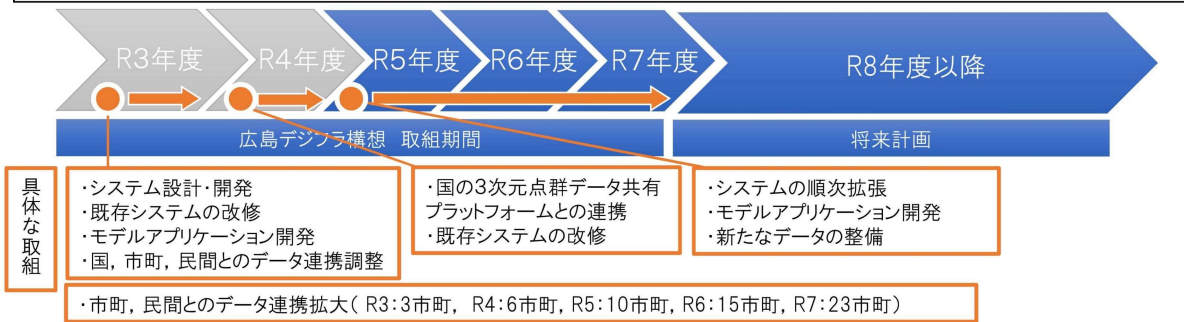 R3年度
R4年度
R5年度
R6年度
R7年度
R8年度以降
広島デジフラ構想 取組期間
将来計画
具体な取組
・システム設計・開発
・既存システムの改修
・モデルアプリケーション開発
・国, 市町, 民間とのデータ連携調整
・国の3次元点群データ共有
プラットフォームとの連携
・既存システムの改修
・システムの順次拡張
・モデルアプリケーション開発
・新たなデータの整備
・市町, 民間とのデータ連携拡大( R3:3市町, R4:6市町, R5:10市町, R6:15市町, R7:23市町)